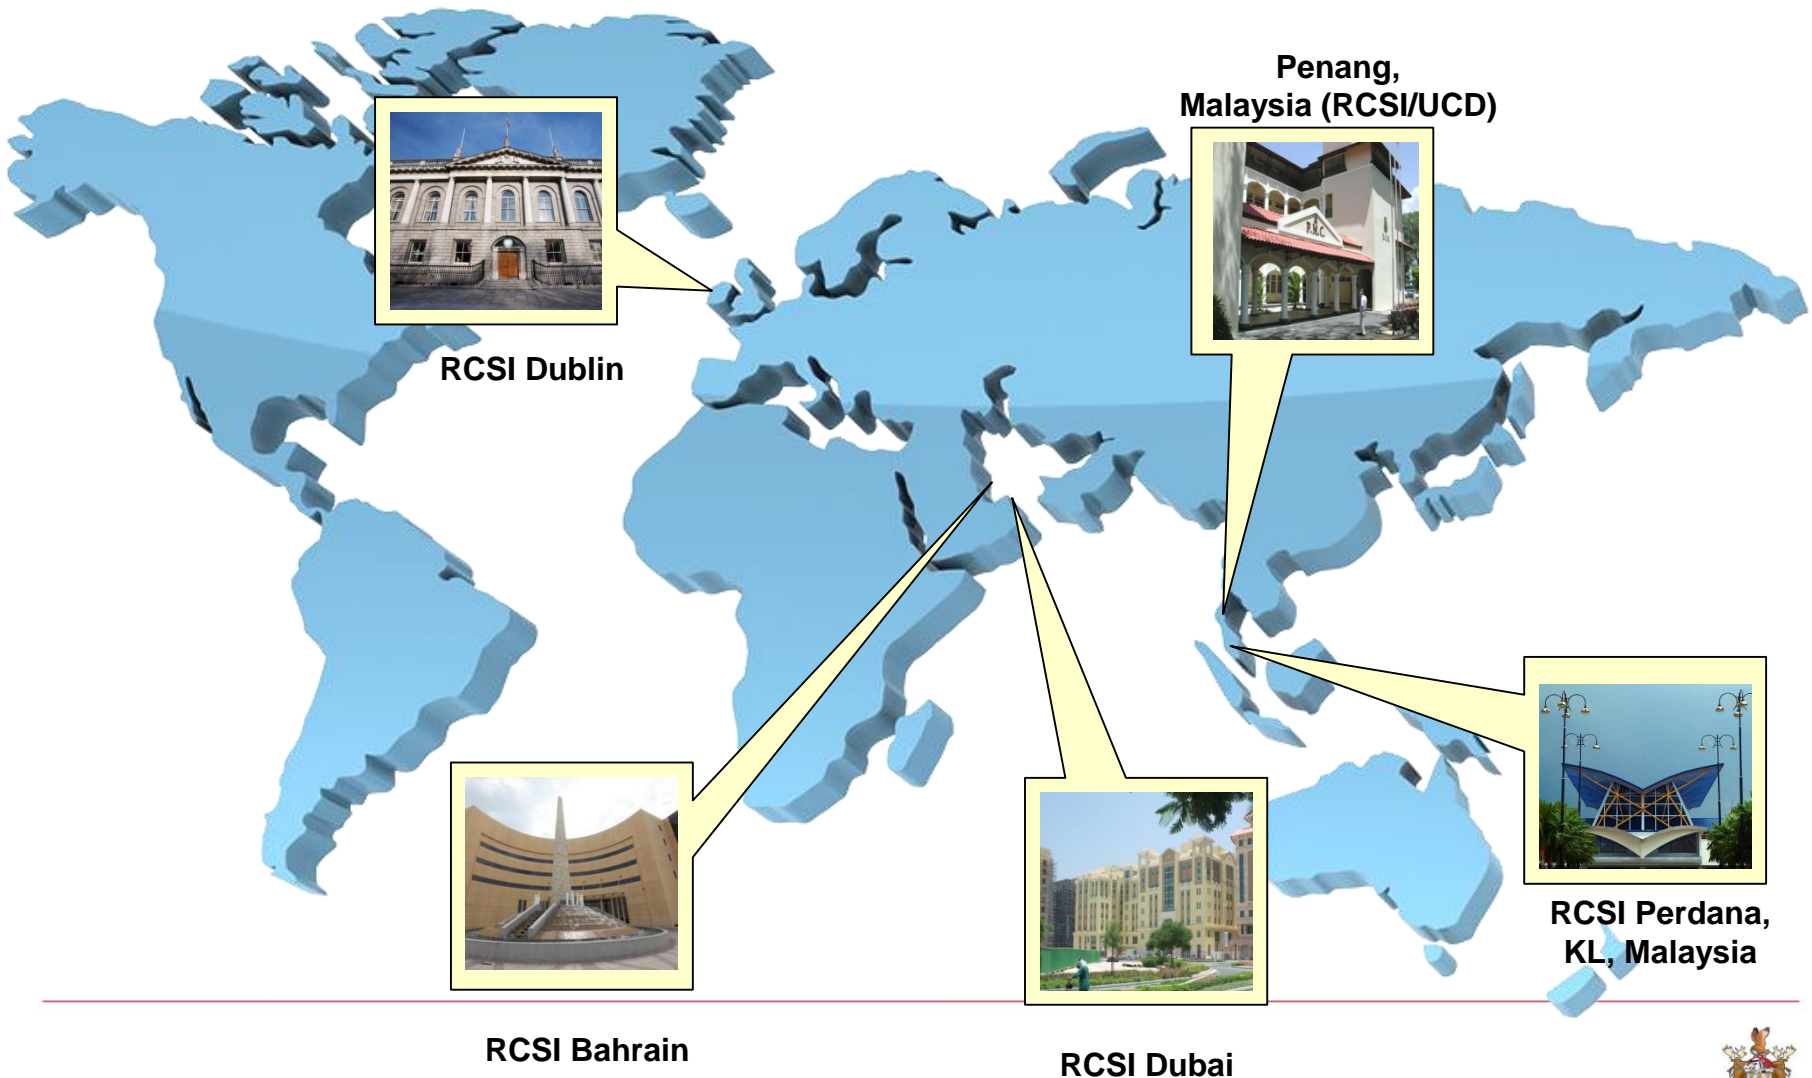 Penang,
Malaysia (RCSI/UCD)
P.M.C
RCSI Dublin
RCSI Perdana,
KL, Malaysia
RCSI Bahrain
RCSI Dubai